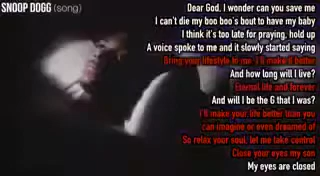 SNOOP DOGG (song)
Dear God, I wonder can you save me
I can't die my boo boo's bout to have my baby
I think it's too late for praying, hold up
A voice spoke to me and it slowly started saying
Bring your lifestyle to me I'll make it better
And how long will I live?
Eternal life and forever
And will I be the G that I was?
I'll make your life better than you
can imagine or even dreamed of
So relax your soul, let me take control
Close your eyes my son
My eyes are closed